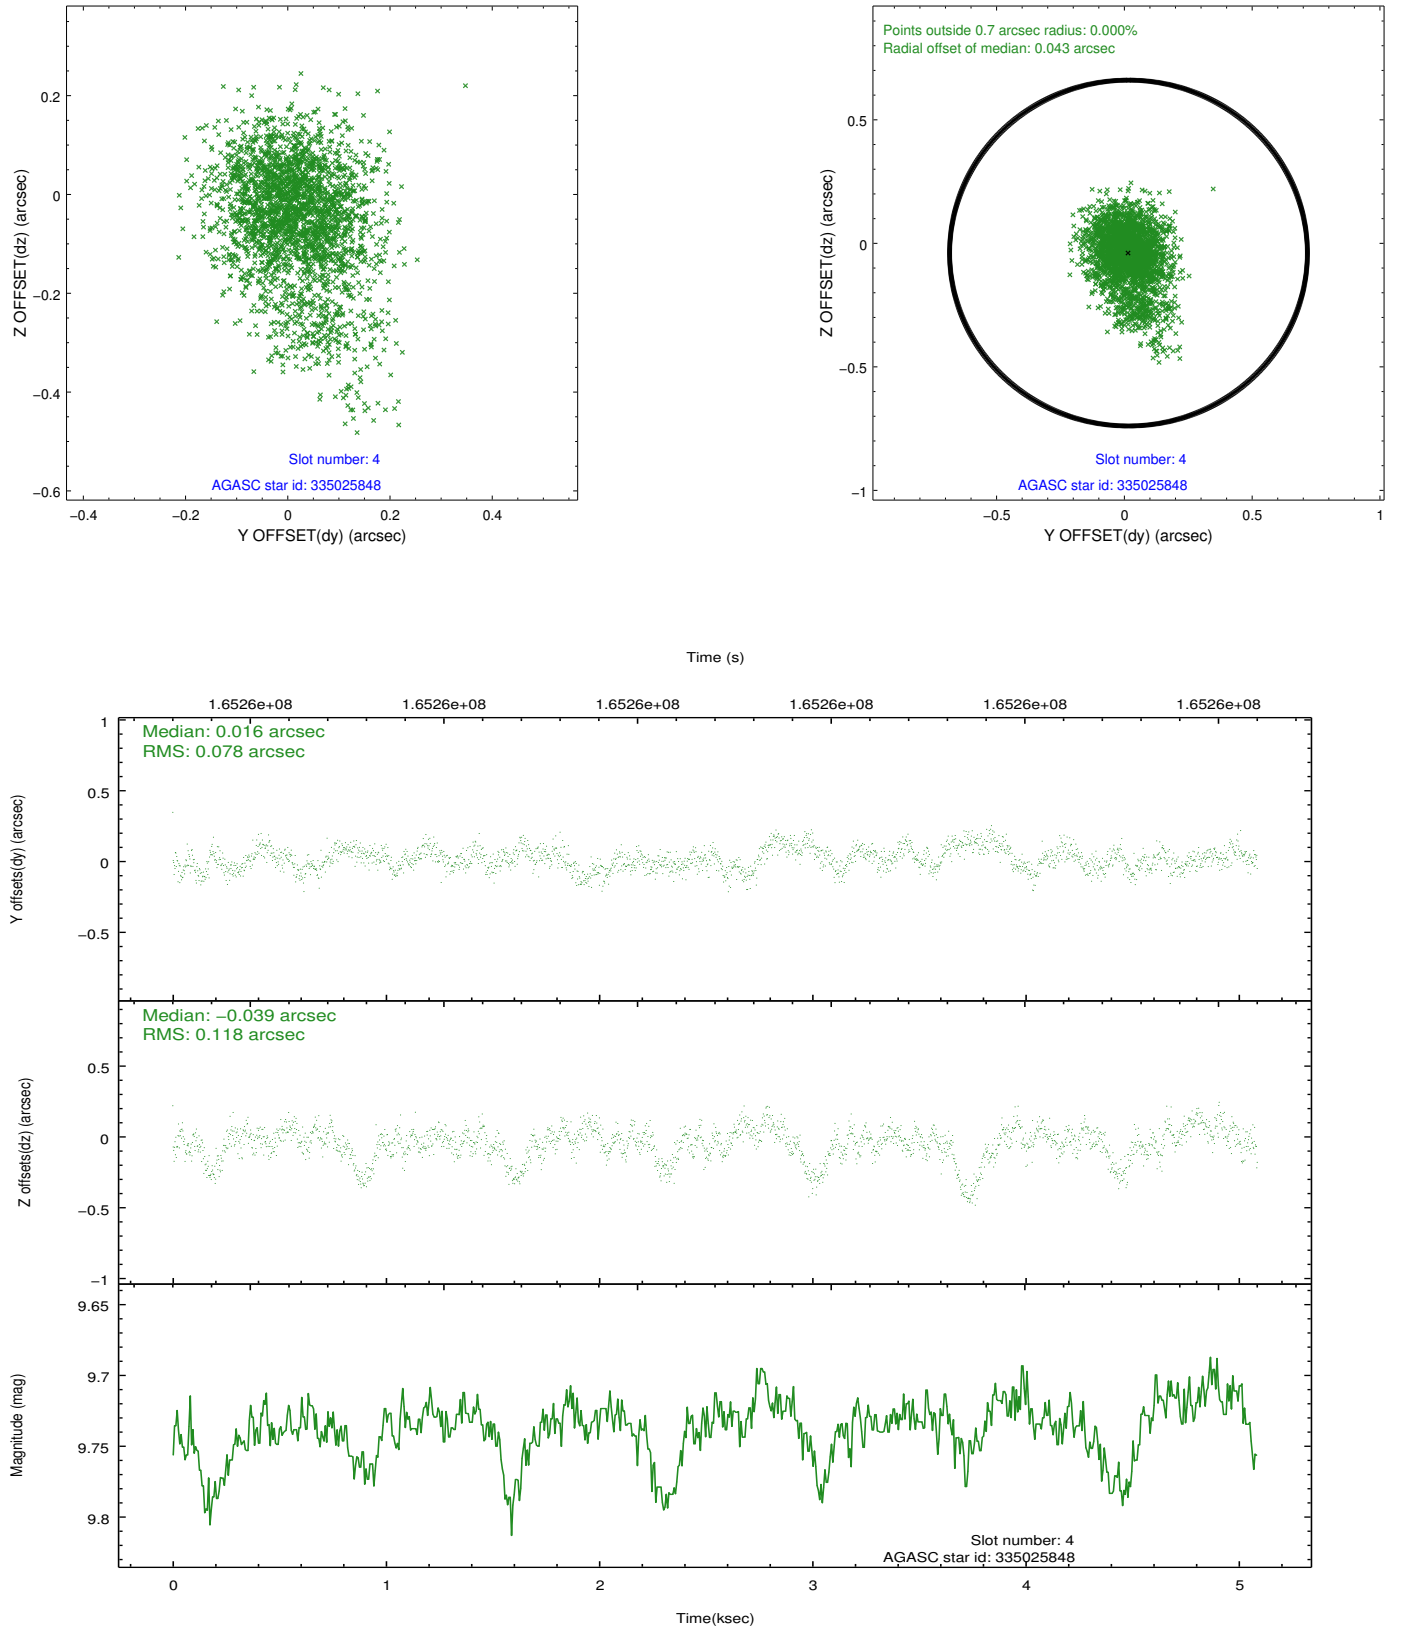 0.2
0
−0.2
−0.4
−0.6
Z OFFSET(dz) (arcsec)
Slot number: 4
AGASC star id: 335025848
−0.4
−0.2
0
0.2
0.4
Y OFFSET(dy) (arcsec)
Points outside 0.7 arcsec radius: 0.000%
Radial offset of median: 0.043 arcsec
0.5
0
−0.5
−1
Z OFFSET(dz) (arcsec)
Slot number: 4
AGASC star id: 335025848
−0.5
0
0.5
1
Y OFFSET(dy) (arcsec)
Time (s)
1.6526e+08
1.6526e+08
1.6526e+08
1.6526e+08
1.6526e+08
1.6526e+08
1
0.5
0
−0.5
Y offsets(dy) (arcsec)
Median: 0.016 arcsec
RMS: 0.078 arcsec
0.5
0
−0.5
−1
Z offsets(dz) (arcsec)
Median: −0.039 arcsec
RMS: 0.118 arcsec
9.65
9.7
9.75
9.8
Magnitude (mag)
Slot number: 4
AGASC star id: 335025848
0
1
2
3
4
5
Time(ksec)